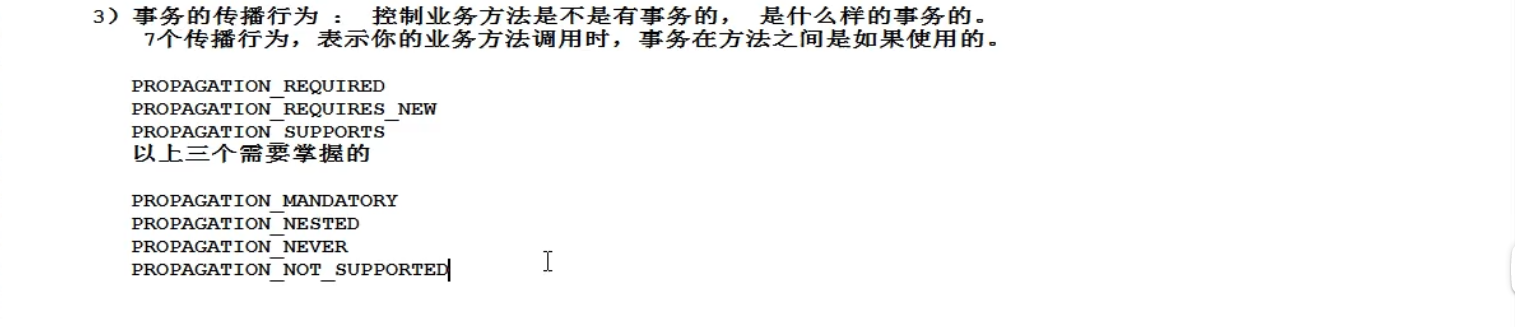 3）事务的传播行为 ： 控制业务方法是不是有事务的， 是什么样的事务的。
7个传播行为，表示你的业务方法调用时，事务在方法之间是如果使用的。
PROPAGATION_REQUIRED
PROPAGATION_REQUIRES_NEW
PROPAGATION_SUPPORTS
以上三个需要掌握的
PROPAGATION_MANDATORY
PROPAGATION_NESTED
PROPAGATION_NEVER
PROPAGATION_NOT_SUPPORTED